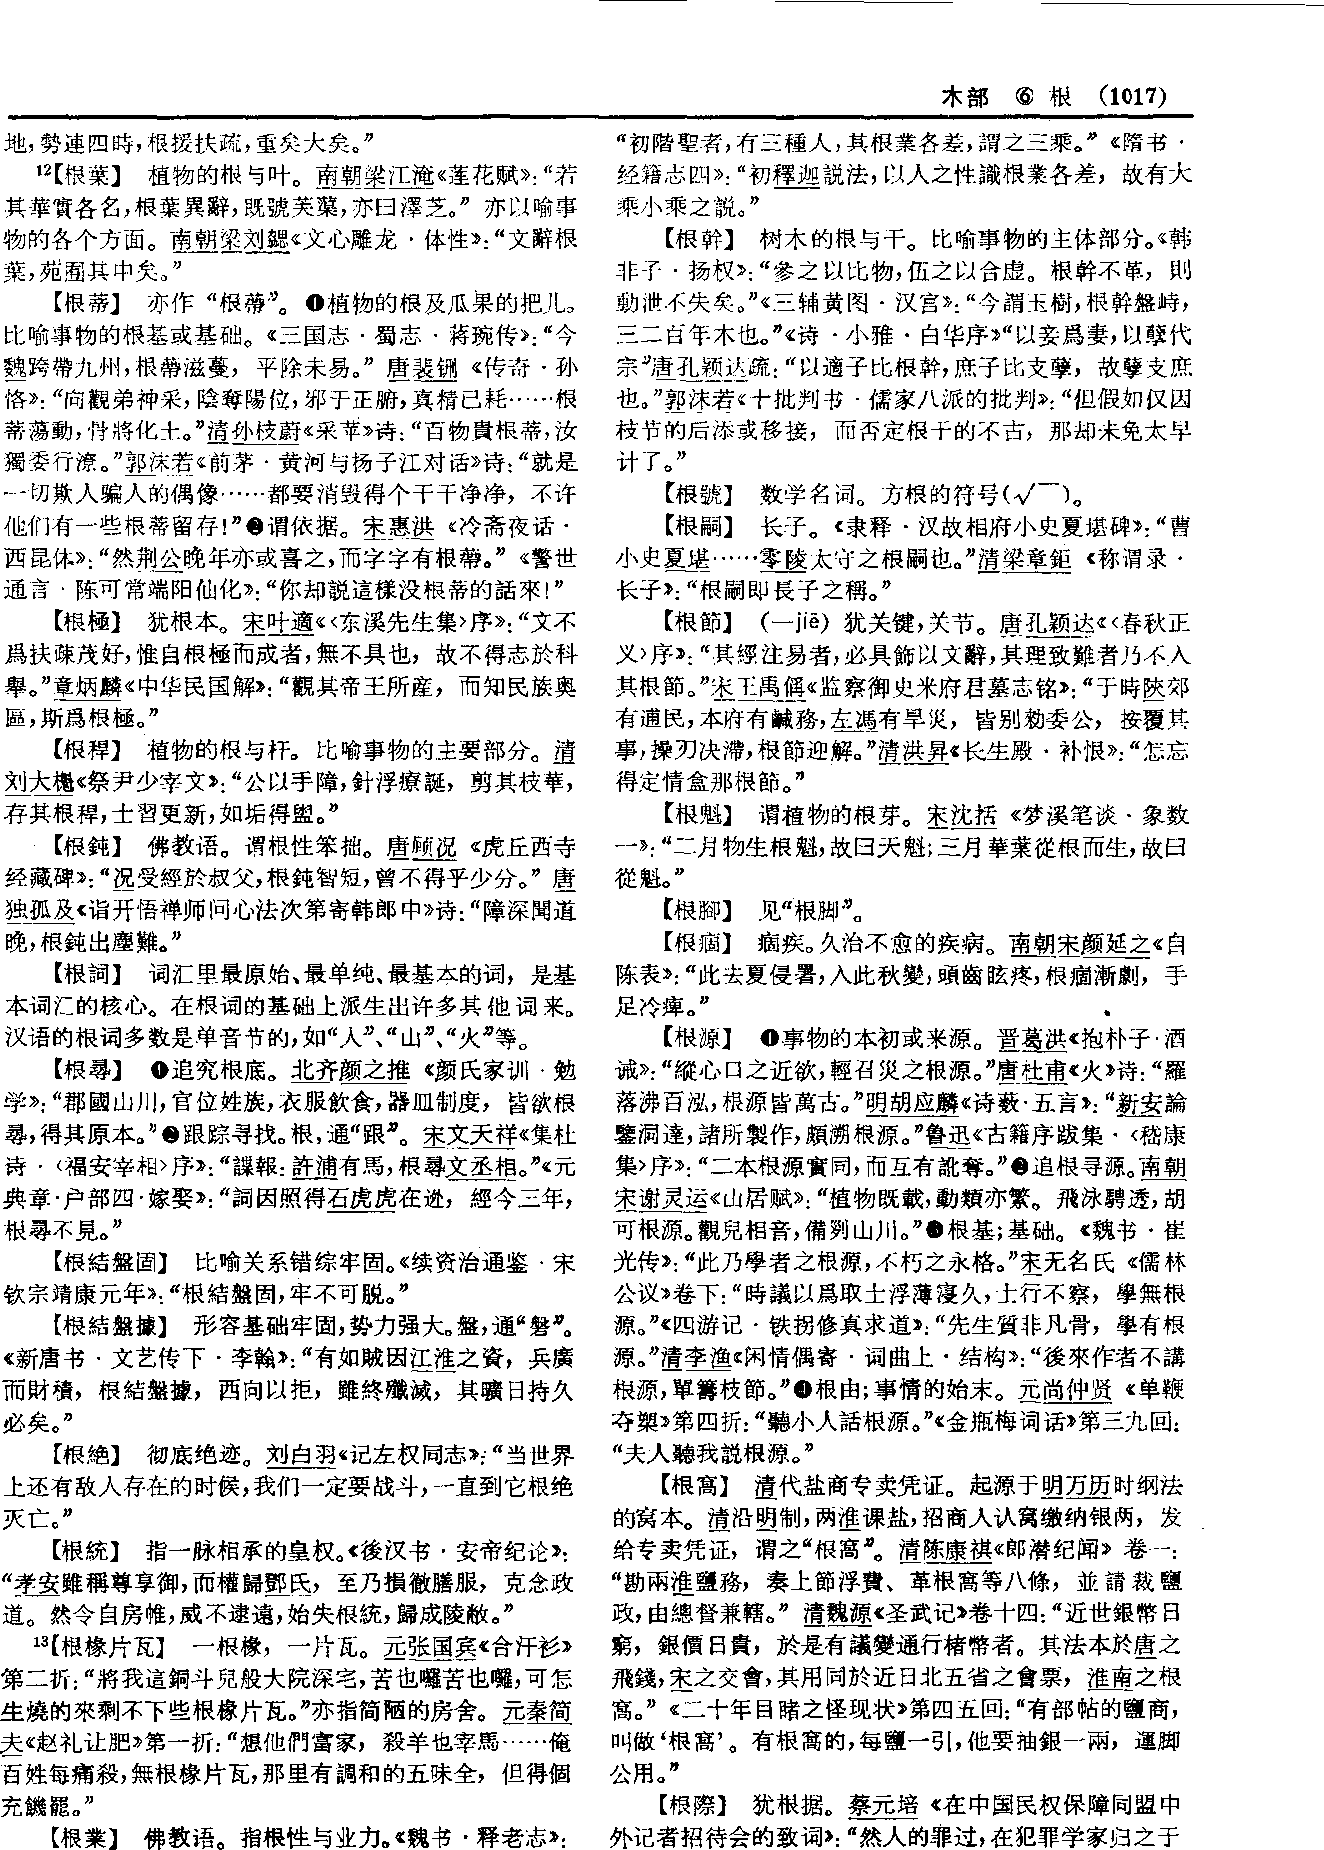 木部 ⑥ 根 (1017)
地,勢連四時,根援扶疏,重矣大矣。”
¹²【根葉】 植物的根与叶。南朝梁江淹《莲花赋》:“若
其華實各名,根葉異辭,既號芙蕖,亦曰澤芝。” 亦以喻事
物的各个方面。南朝梁刘勰《文心雕龙·体性》:“文辭根
葉,苑囿其中矣。”
【根蒂】 亦作“根蔕”。❶植物的根及瓜果的把儿。
比喻事物的根基或基础。《三国志·蜀志·蒋琬传》:“今
魏跨帶九州,根蔕滋蔓,平除未易。” 唐裴铏《传奇·孙
恪》:“向觀弟神采,陰奪陽位,邪于正腑,真精已耗……根
蒂蕩動,骨將化土。”清孙枝蔚《采苹》诗:“百物貴根蒂,汝
獨委行潦。”郭沫若《前茅·黄河与扬子江对话》诗:“就是
一切欺人骗人的偶像……都要消毁得个干干净净,不许
他们有一些根蒂留存!”❷谓依据。宋惠洪《冷斋夜话·
西昆体》:“然荆公晚年亦或喜之,而字字有根蔕。”《警世
通言·陈可常端阳仙化》:“你却説這樣没根蒂的話來!”
【根極】 犹根本。宋叶適《〈东溪先生集〉序》:“文不
爲扶疎茂好,惟自根極而成者,無不具也,故不得志於科
舉。”章炳麟《中华民国解》:“觀其帝王所産,而知民族奥
區,斯爲根極。”
【根稈】 植物的根与秆。比喻事物的主要部分。清
刘大櫆《祭尹少宰文》:“公以手障,針浮療誕,剪其枝華,
存其根稈,士習更新,如垢得盥。”
【根鈍】 佛教语。谓根性笨拙。唐顾况《虎丘西寺
经藏碑》:“况受經於叔父,根鈍智短,曾不得乎少分。” 唐
独孤及《诣开悟禅师问心法次第寄韩郎中》诗:“障深聞道
晚,根鈍出塵難。”
【根詞】 词汇里最原始、最单纯、最基本的词,是基
本词汇的核心。在根词的基础上派生出许多其他词来。
汉语的根词多数是单音节的,如“人”、“山”、“火”等。
【根尋】 ❶追究根底。北齐颜之推《颜氏家训·勉
学》:“郡國山川,官位姓族,衣服飲食,器皿制度,皆欲根
尋,得其原本。”❷跟踪寻找。根,通“跟”。宋文天祥《集杜
诗·〈福安宰相〉序》:“諜報:許浦有馬,根尋文丞相。”《元
典章·户部四·嫁娶》:“詞因照得石虎虎在逃,經今三年,
根尋不見。”
【根結盤固】 比喻关系错综牢固。《续资治通鉴·宋
钦宗靖康元年》:“根結盤固,牢不可脱。”
【根結盤據】 形容基础牢固,势力强大。盤,通“磐”。
《新唐书·文艺传下·李翰》:“有如賊因江淮之資,兵廣
而財積,根結盤據,西向以拒,雖終殲滅,其曠日持久
必矣。”
【根絶】 彻底绝迹。刘白羽《记左权同志》:“当世界
上还有敌人存在的时候,我们一定要战斗,一直到它根绝
灭亡。”
【根統】 指一脉相承的皇权。《後汉书·安帝纪论》:
“孝安雖稱尊享御,而權歸鄧氏,至乃損徹膳服,克念政
道。然令自房帷,威不逮遠,始失根統,歸成陵敝。”
¹³【根椽片瓦】 一根椽,一片瓦。元张国宾《合汗衫》
第二折:“將我這銅斗兒般大院深宅,苦也囉苦也囉,可怎
生燒的來剩不下些根椽片瓦。”亦指简陋的房舍。元秦简
夫《赵礼让肥》第一折:“想他們富家,殺羊也宰馬……俺
百姓每痛殺,無根椽片瓦,那里有調和的五味全,但得個
充饑罷。”
【根業】 佛教语。指根性与业力。《魏书·释老志》:
“初階聖者,有三種人,其根業各差,謂之三乘。”《隋书·
经籍志四》:“初釋迦説法,以人之性識根業各差,故有大
乘小乘之説。”
【根幹】 树木的根与干。比喻事物的主体部分。《韩
非子·扬权》:“參之以比物,伍之以合虚。根幹不革,則
動泄不失矣。”《三辅黄图·汉宫》:“今謂玉樹,根幹盤峙,
三二百年木也。”《诗·小雅·白华序》“以妾爲妻,以孽代
宗”唐孔颖达疏:“以適子比根幹,庶子比支孽,故孽支庶
也。”郭沫若《十批判书·儒家八派的批判》:“但假如仅因
枝节的后添或移接,而否定根干的不古,那却未免太早
计了。”
【根號】 数学名词。方根的符号(√￣)。
【根嗣】 长子。《隶释·汉故相府小史夏堪碑》:“曹
小史夏堪……零陵太守之根嗣也。”清梁章鉅《称谓录·
长子》:“根嗣即長子之稱。”
【根節】 (—jié) 犹关键,关节。唐孔颖达《〈春秋正
义〉序》:“其經注易者,必具飾以文辭,其理致難者乃不入
其根節。”宋王禹偁《监察御史米府君墓志铭》:“于時陝郊
有逋民,本府有鹹務,左馮有旱災,皆别勑委公,按覆其
事,操刃決滯,根節迎解。”清洪昇《长生殿·补恨》:“怎忘
得定情盒那根節。”
【根魁】 谓植物的根芽。宋沈括《梦溪笔谈·象数
一》:“二月物生根魁,故曰天魁;三月華葉從根而生,故曰
從魁。”
【根腳】 见“根脚”。
【根痼】 痼疾。久治不愈的疾病。南朝宋颜延之《自
陈表》:“此去夏侵暑,入此秋變,頭齒眩疼,根痼漸劇,手
足冷痺。”
【根源】 ❶事物的本初或来源。晋葛洪《抱朴子·酒
诫》:“縱心口之近欲,輕召災之根源。”唐杜甫《火》诗:“羅
落沸百泓,根源皆萬古。”明胡应麟《诗薮·五言》:“新安論
鑒洞達,諸所製作,頗溯根源。”鲁迅《古籍序跋集·〈嵇康
集〉序》:“二本根源實同,而互有訛奪。”❷追根寻源。南朝
宋谢灵运《山居赋》:“植物既載,動類亦繁。飛泳騁透,胡
可根源。觀兒相音,備列山川。”❸根基;基础。《魏书·崔
光传》:“此乃學者之根源,不朽之永格。”宋无名氏《儒林
公议》卷下:“時議以爲取士浮薄寖久,士行不察,學無根
源。”《四游记·铁拐修真求道》:“先生質非凡骨,學有根
源。”清李渔《闲情偶寄·词曲上·结构》:“後來作者不講
根源,單籌枝節。”❹根由;事情的始末。元尚仲贤《单鞭
夺槊》第四折:“聽小人話根源。”《金瓶梅词话》第三九回:
“夫人聽我説根源。”
【根窩】 清代盐商专卖凭证。起源于明万历时纲法
的窝本。清沿明制,两淮课盐,招商人认窝缴纳银两,发
给专卖凭证,谓之“根窩”。清陈康祺《郎潜纪闻》卷一:
“勘兩淮鹽務,奏上節浮費、革根窩等八條,並請裁鹽
政,由總督兼轄。” 清魏源《圣武记》卷十四:“近世銀幣日
窮,銀價日貴,於是有議變通行楮幣者。其法本於唐之
飛錢,宋之交會,其用同於近日北五省之會票,淮南之根
窩。”《二十年目睹之怪现状》第四五回:“有部帖的鹽商,
叫做‘根窩’。有根窩的,每鹽一引,他要抽銀一兩,運脚
公用。”
【根際】 犹根据。蔡元培《在中国民权保障同盟中
外记者招待会的致词》:“然人的罪过,在犯罪学家归之于